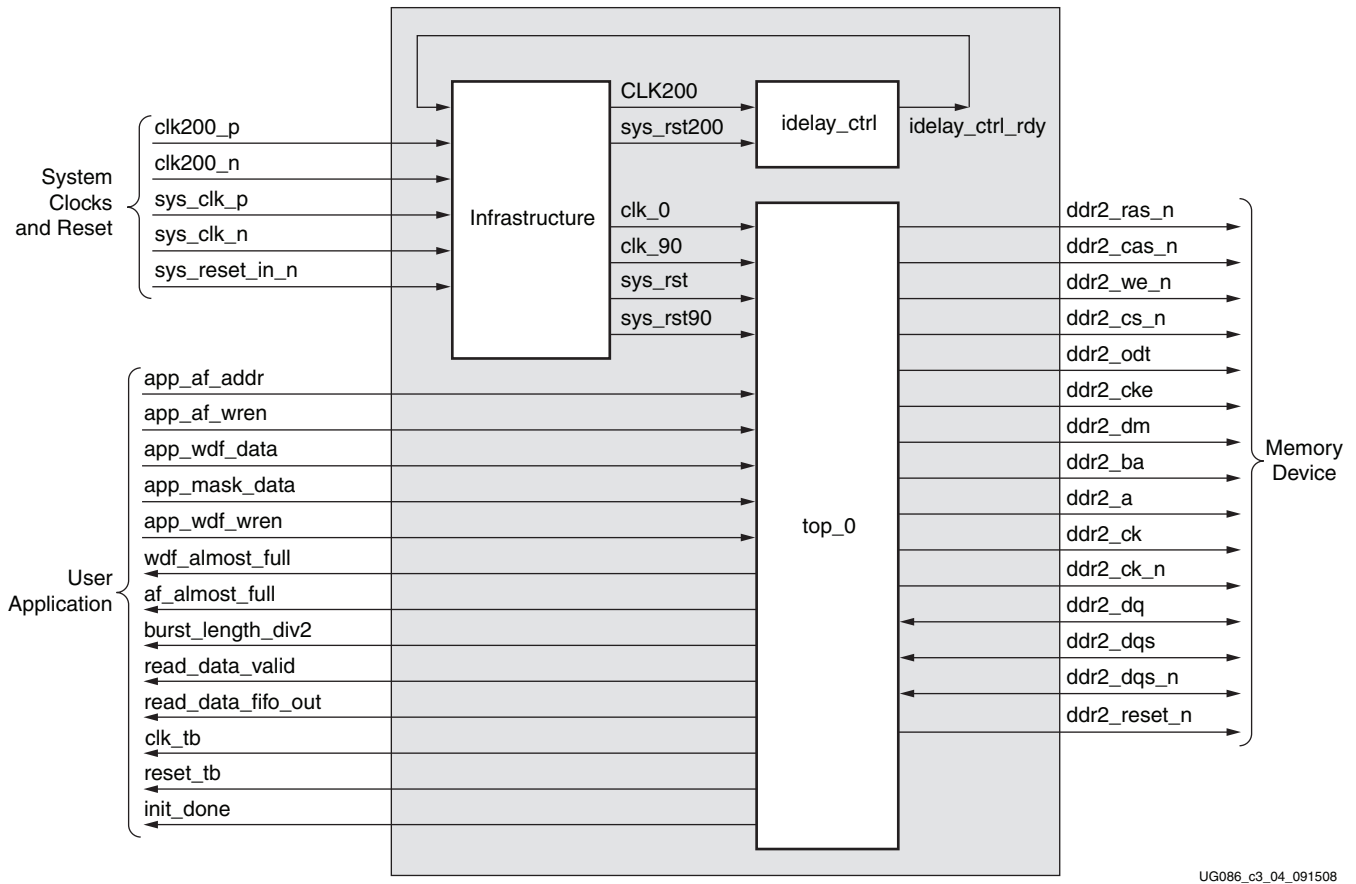 System
Clocks
and Reset
clk200_p
clk200_n
sys_clk_p
sys_clk_n
sys_reset_in_n
Infrastructure
CLK200
sys_rst200
idelay_ctrl
idelay_ctrl_rdy
clk_0
clk_90
sys_rst
sys_rst90
User
Application
app_af_addr
app_af_wren
app_wdf_data
app_mask_data
app_wdf_wren
wdf_almost_full
af_almost_full
burst_length_div2
read_data_valid
read_data_fifo_out
clk_tb
reset_tb
init_done
top_0
ddr2_ras_n
ddr2_cas_n
ddr2_we_n
ddr2_cs_n
ddr2_odt
ddr2_cke
ddr2_dm
ddr2_ba
ddr2_a
ddr2_ck
ddr2_ck_n
ddr2_dq
ddr2_dqs
ddr2_dqs_n
ddr2_reset_n
Memory
Device
UG086_c3_04_091508